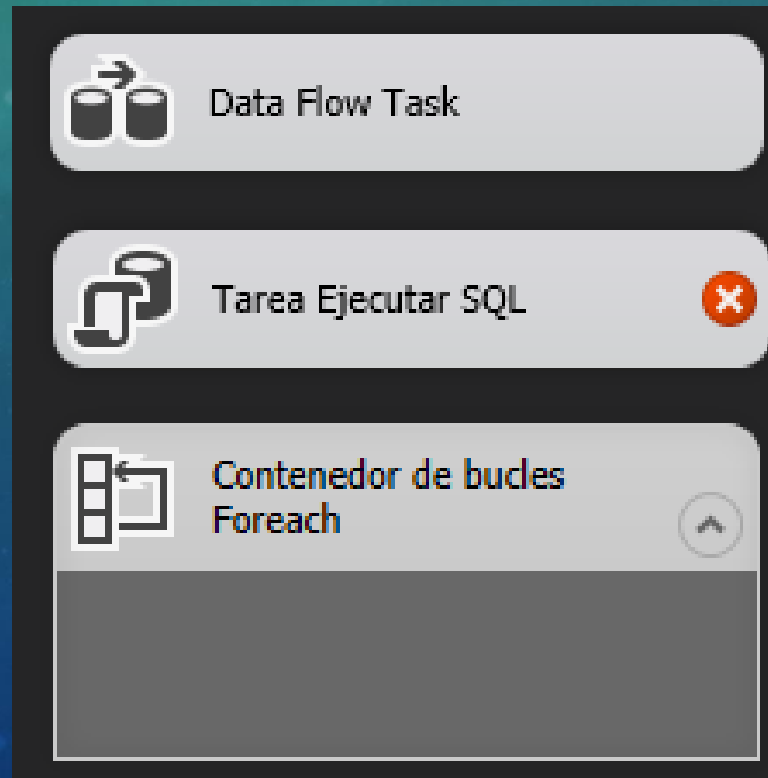 Data Flow Task
Tarea Ejecutar SQL
Contenedor de bucles
Foreach